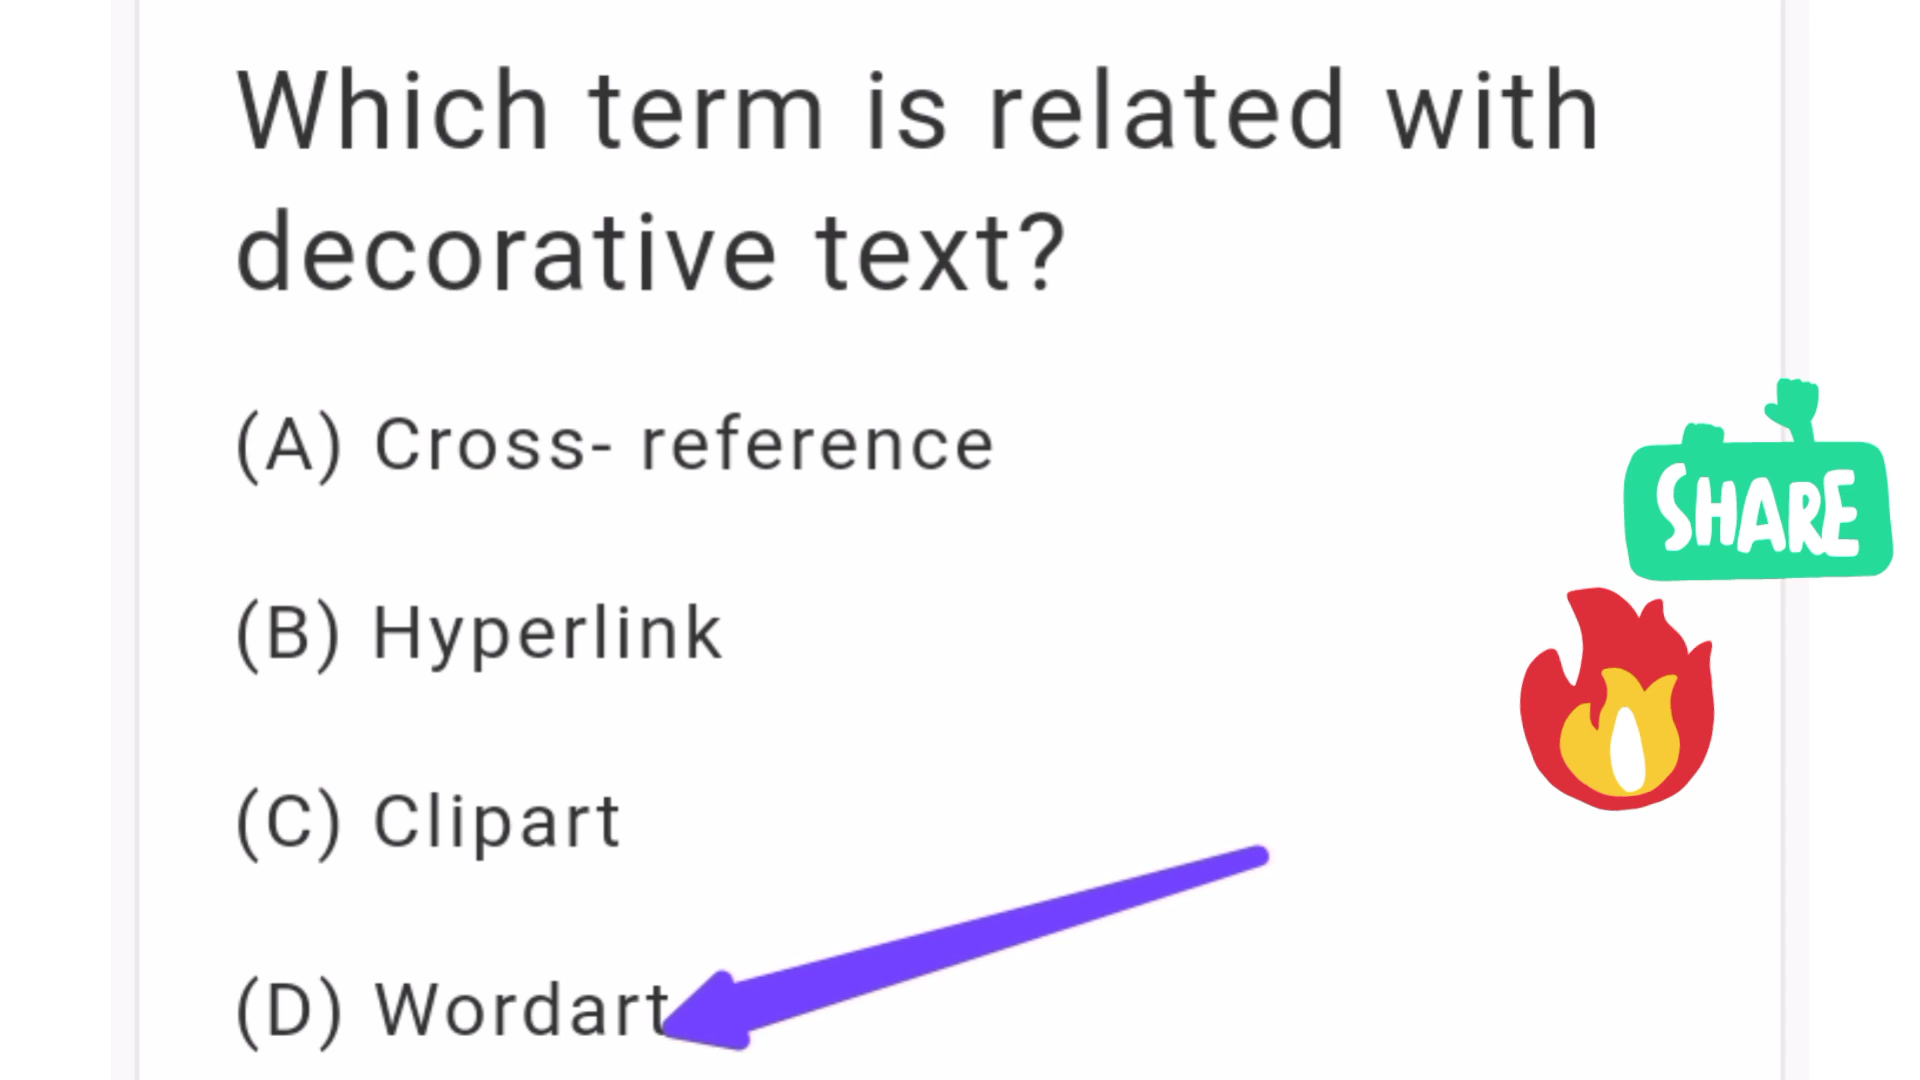 Which term is related with
decorative text?
(A) Cross- reference
(B) Hyperlink
SHARE
(C) Clipart
(D) Wordart